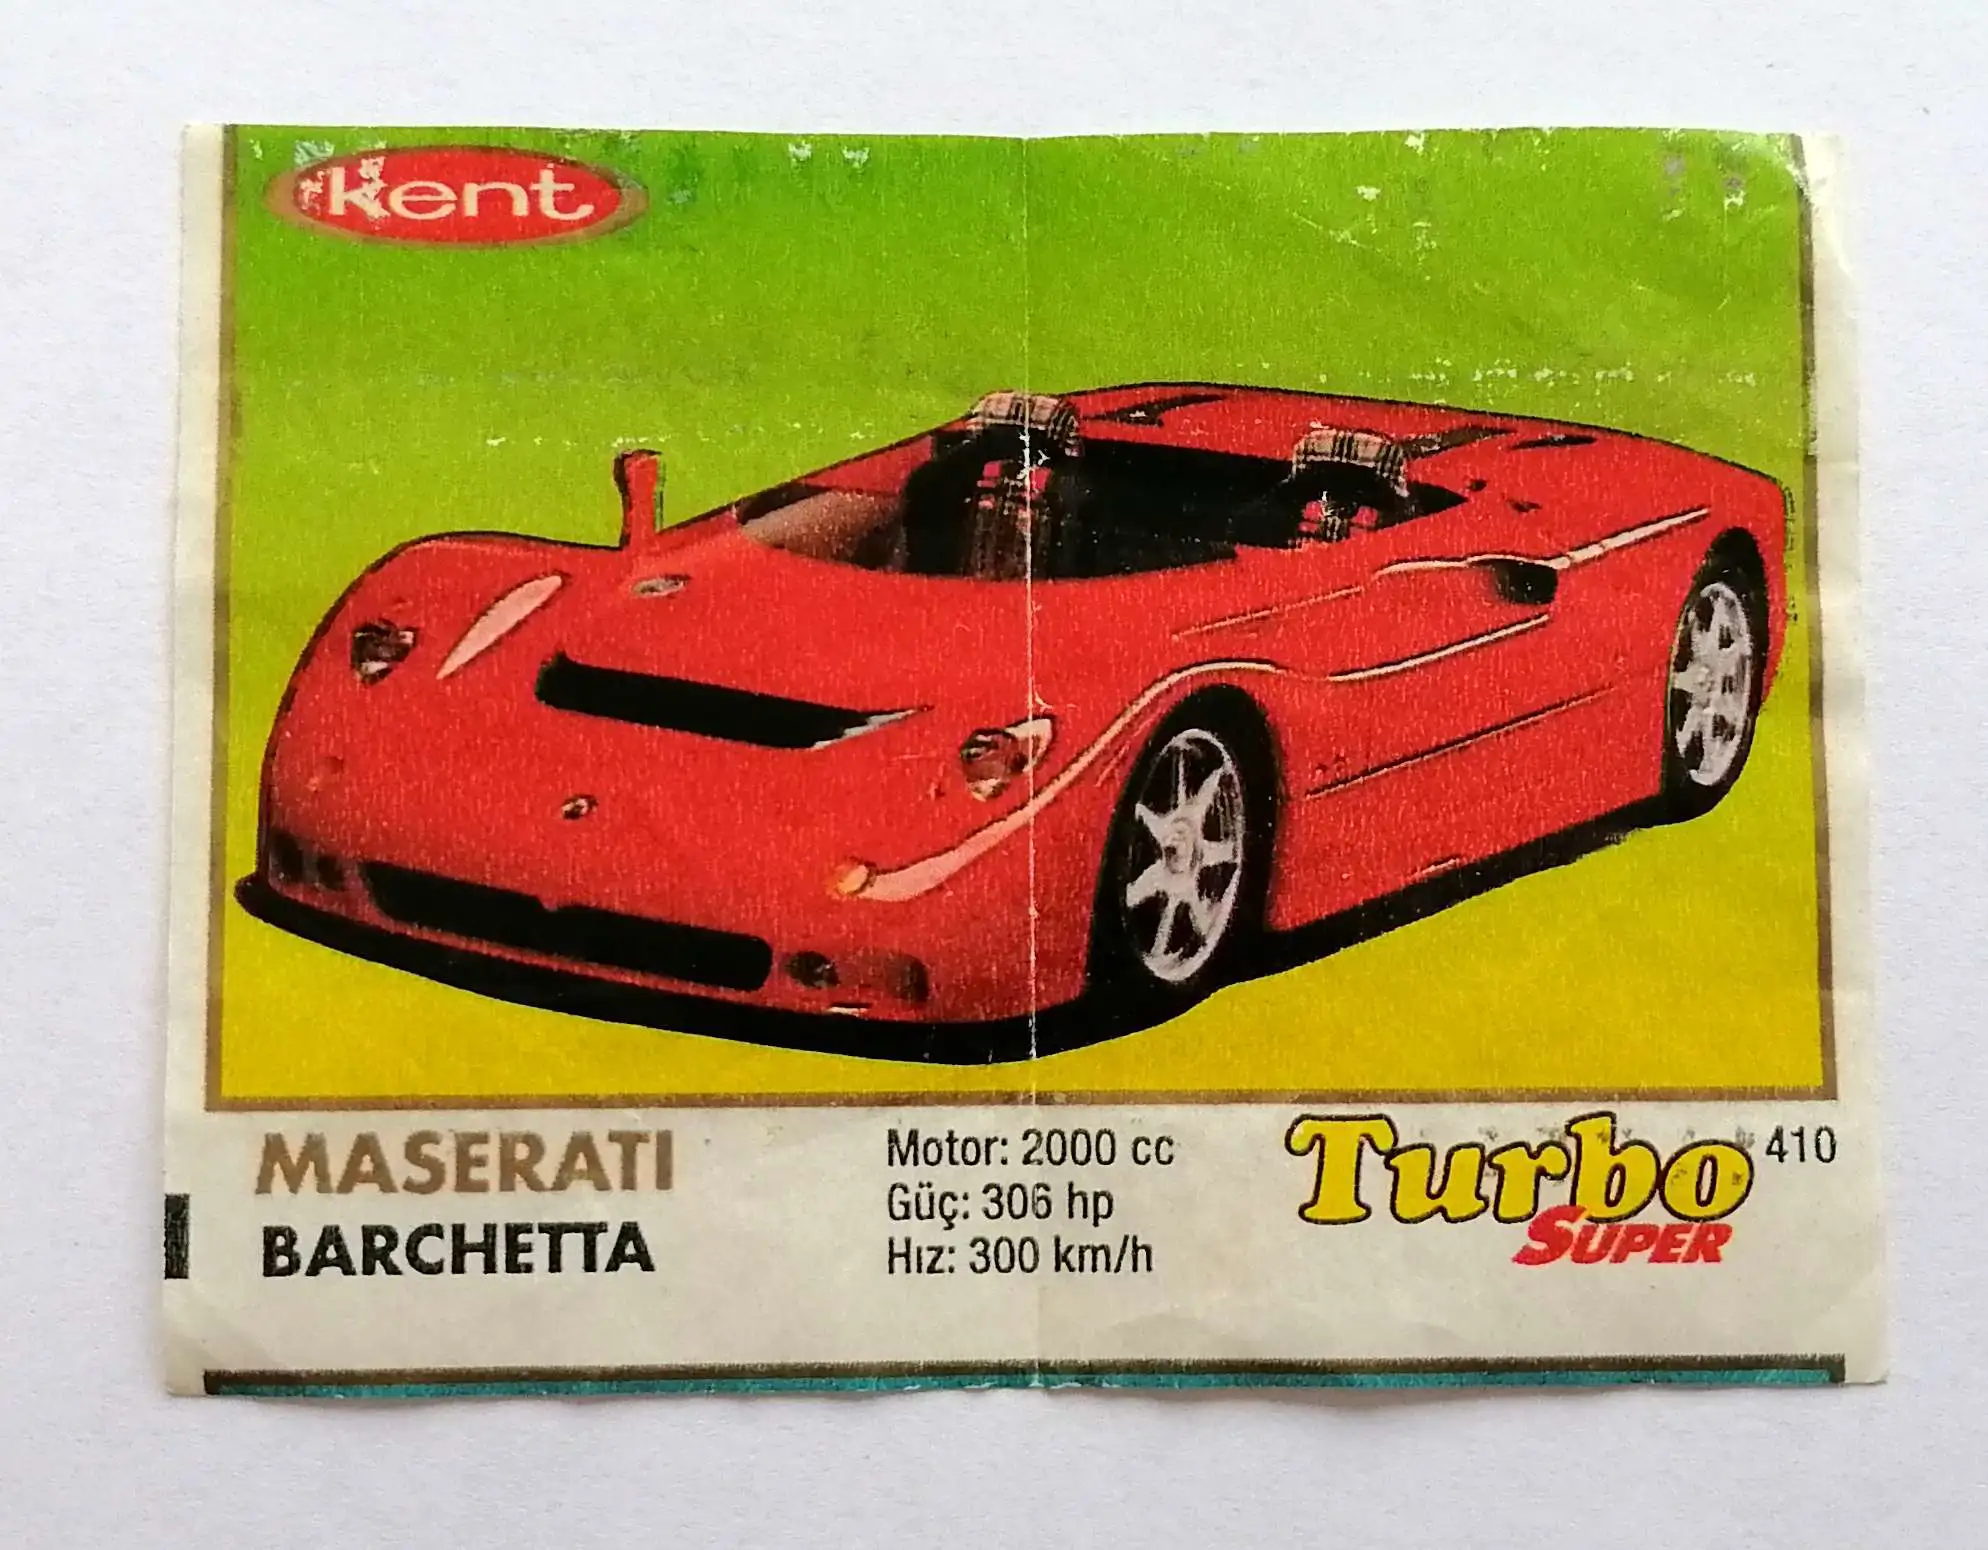 kent
MASERATI
BARCHETTA
Motor: 2000 cc
Güç: 306 hp
Hız: 300 km/h
Turbo 410
SUPER